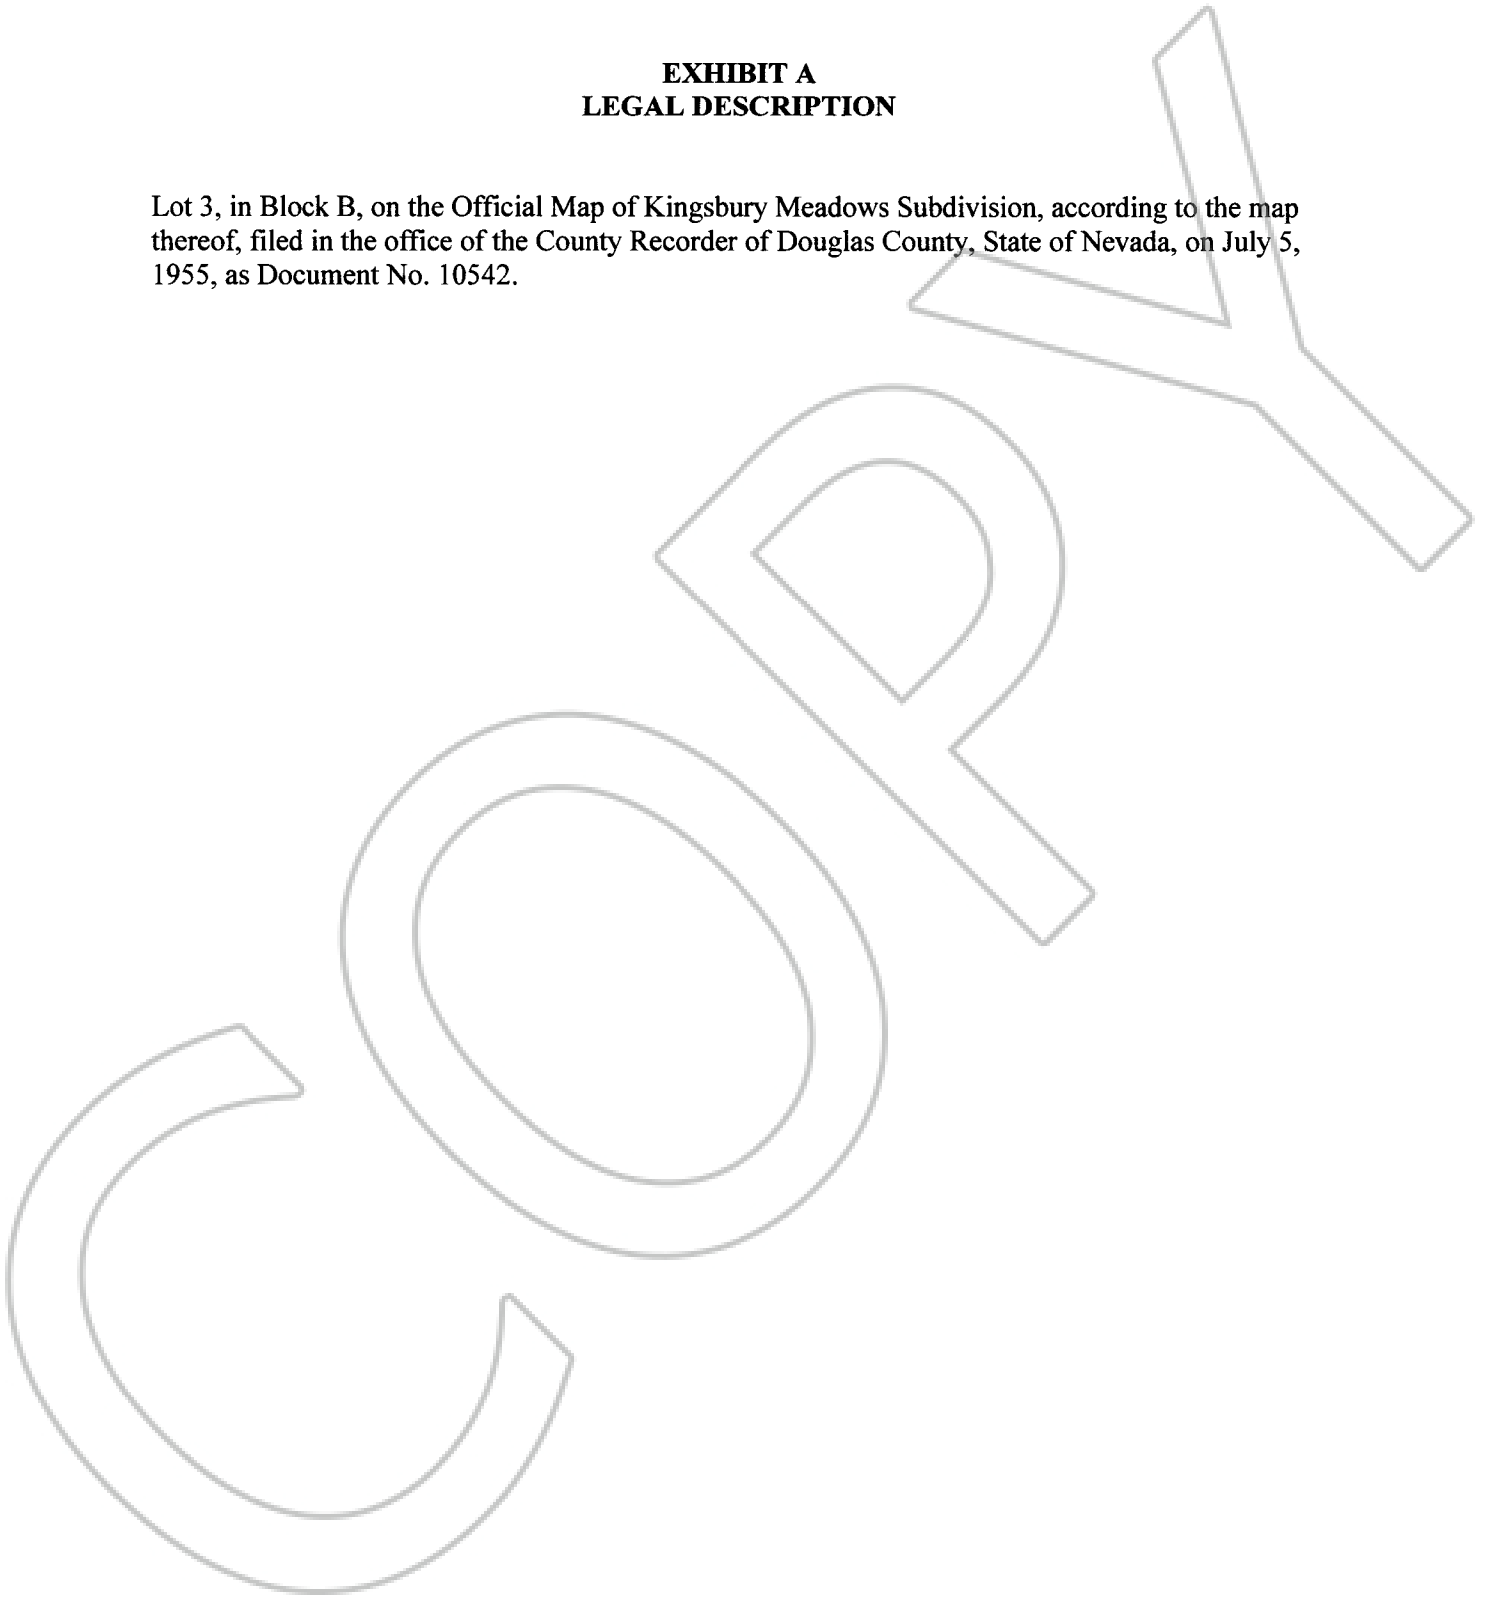 EXHIBIT A
LEGAL DESCRIPTION
Lot 3, in Block B, on the Official Map of Kingsbury Meadows Subdivision, according to the map
thereof, filed in the office of the County Recorder of Douglas County, State of Nevada, on July 5,
1955, as Document No. 10542.
COPY